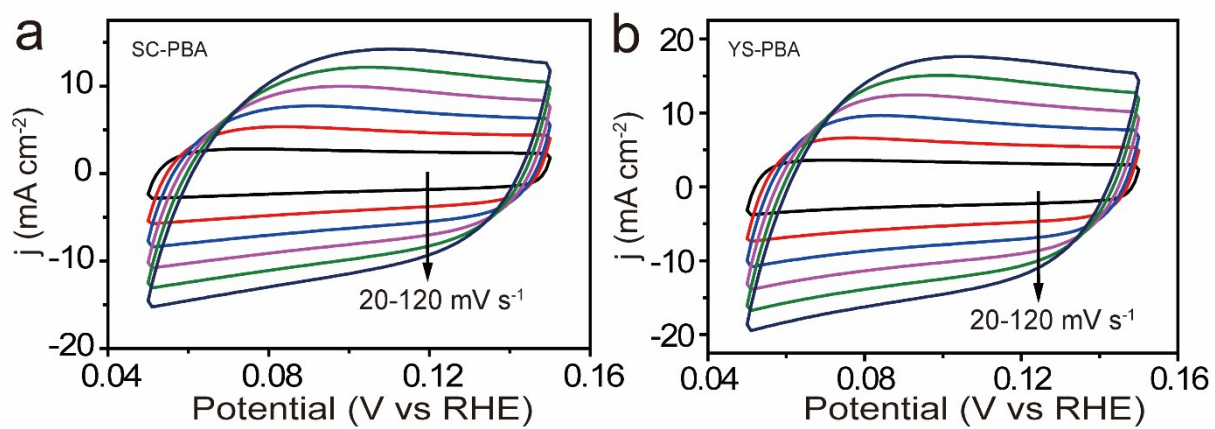 a
SC-PBA
j (mA cm⁻²)
10
0
-10
-20
20-120 mV s⁻¹
0.04 0.08 0.12 0.16
Potential (V vs RHE)
b
YS-PBA
j (mA cm⁻²)
20
10
0
-10
-20
20-120 mV s⁻¹
0.04 0.08 0.12 0.16
Potential (V vs RHE)